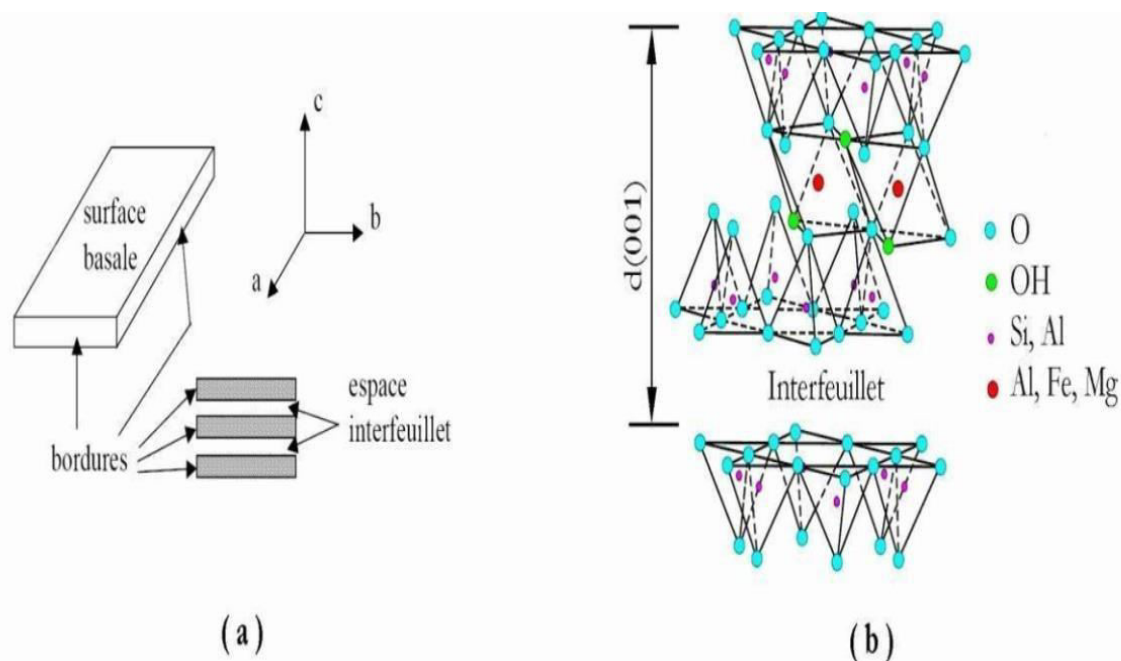 surface
basale
c
b
a
espace
interfeuillet
bordures
( a )
d(001)
O
OH
Si, Al
Al, Fe, Mg
Interfeuillet
( b )